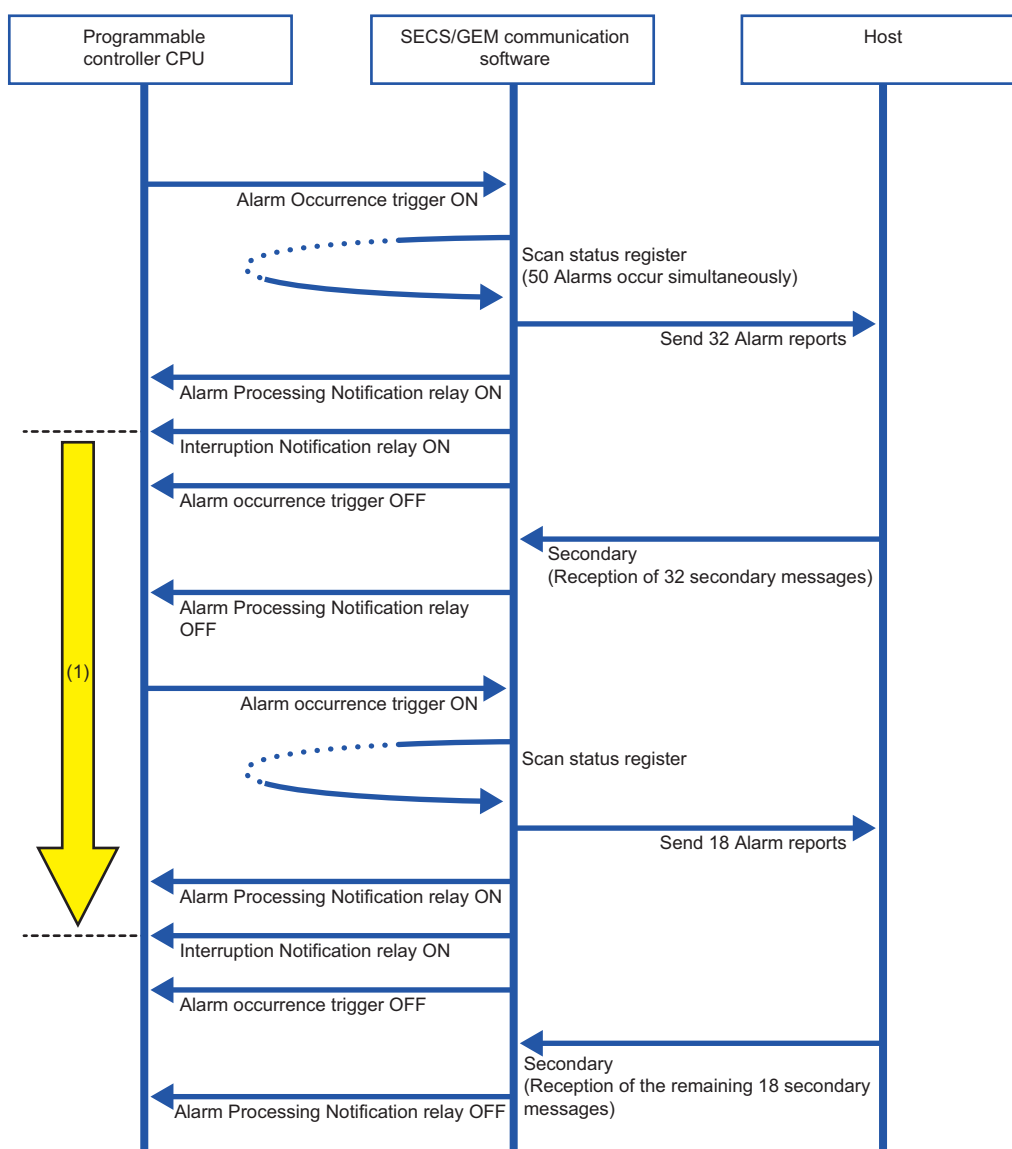 Programmable
controller CPU
SECS/GEM communication
software
Host
Alarm Occurrence trigger ON
Scan status register
(50 Alarms occur simultaneously)
Send 32 Alarm reports
Alarm Processing Notification relay ON
Interruption Notification relay ON
Alarm occurrence trigger OFF
Secondary
(Reception of 32 secondary messages)
Alarm Processing Notification relay
OFF
(1)
Alarm occurrence trigger ON
Scan status register
Send 18 Alarm reports
Alarm Processing Notification relay ON
Interruption Notification relay ON
Alarm occurrence trigger OFF
Secondary
(Reception of the remaining 18 secondary
messages)
Alarm Processing Notification relay OFF